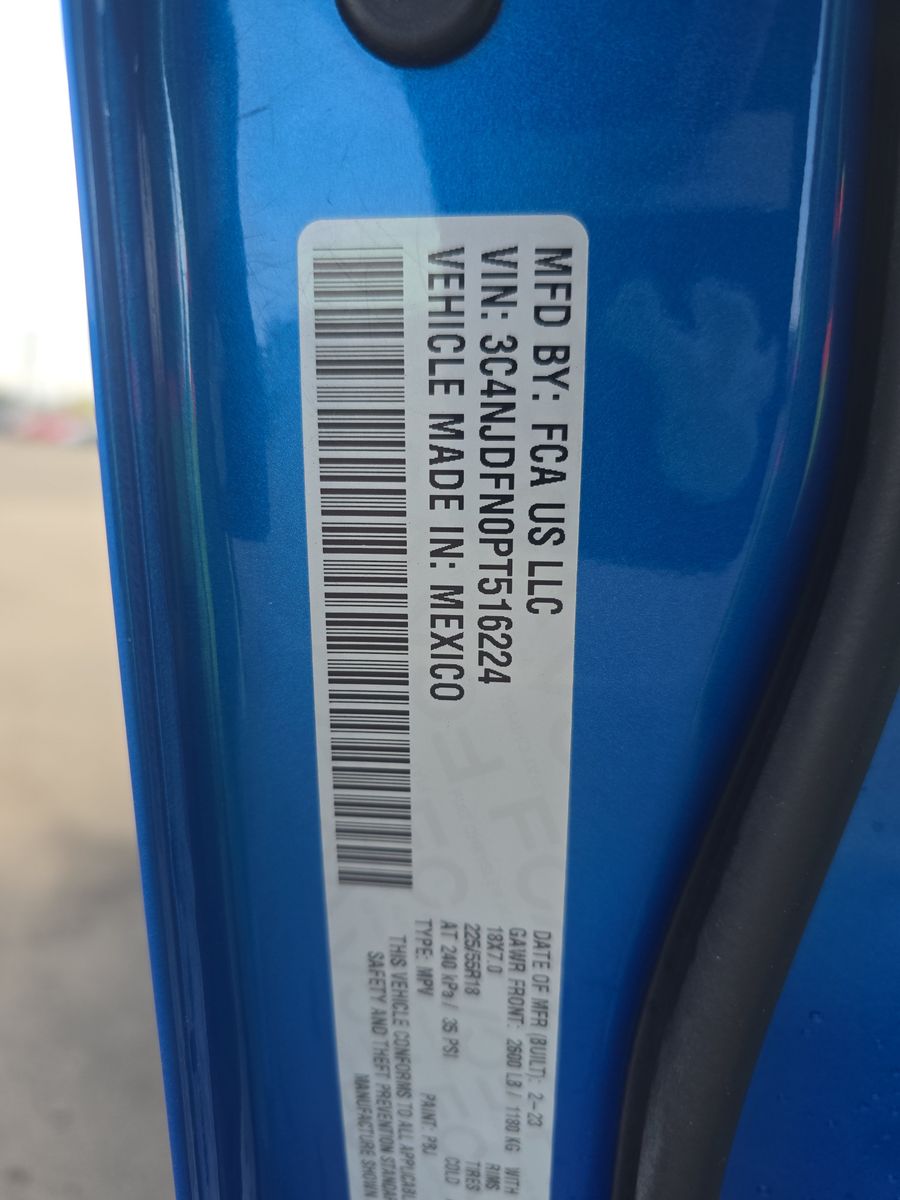 MFD BY: FCA US LLC
VIN: 3C4NJDFN0PT516224
VEHICLE MADE IN: MEXICO
DATE OF MFR (BUILT): 2-23
GAWR FRONT: 2600 LB / 1180 KG WITH
18X7.0 RIMS
225/55R18 TIRES
AT 240 kPa / 35 PSI COLD
TYPE: MPV PAINT: PBJ
THIS VEHICLE CONFORMS TO ALL
SAFETY AND THEFT PREVENTION
MANUFACTURE SHOWN